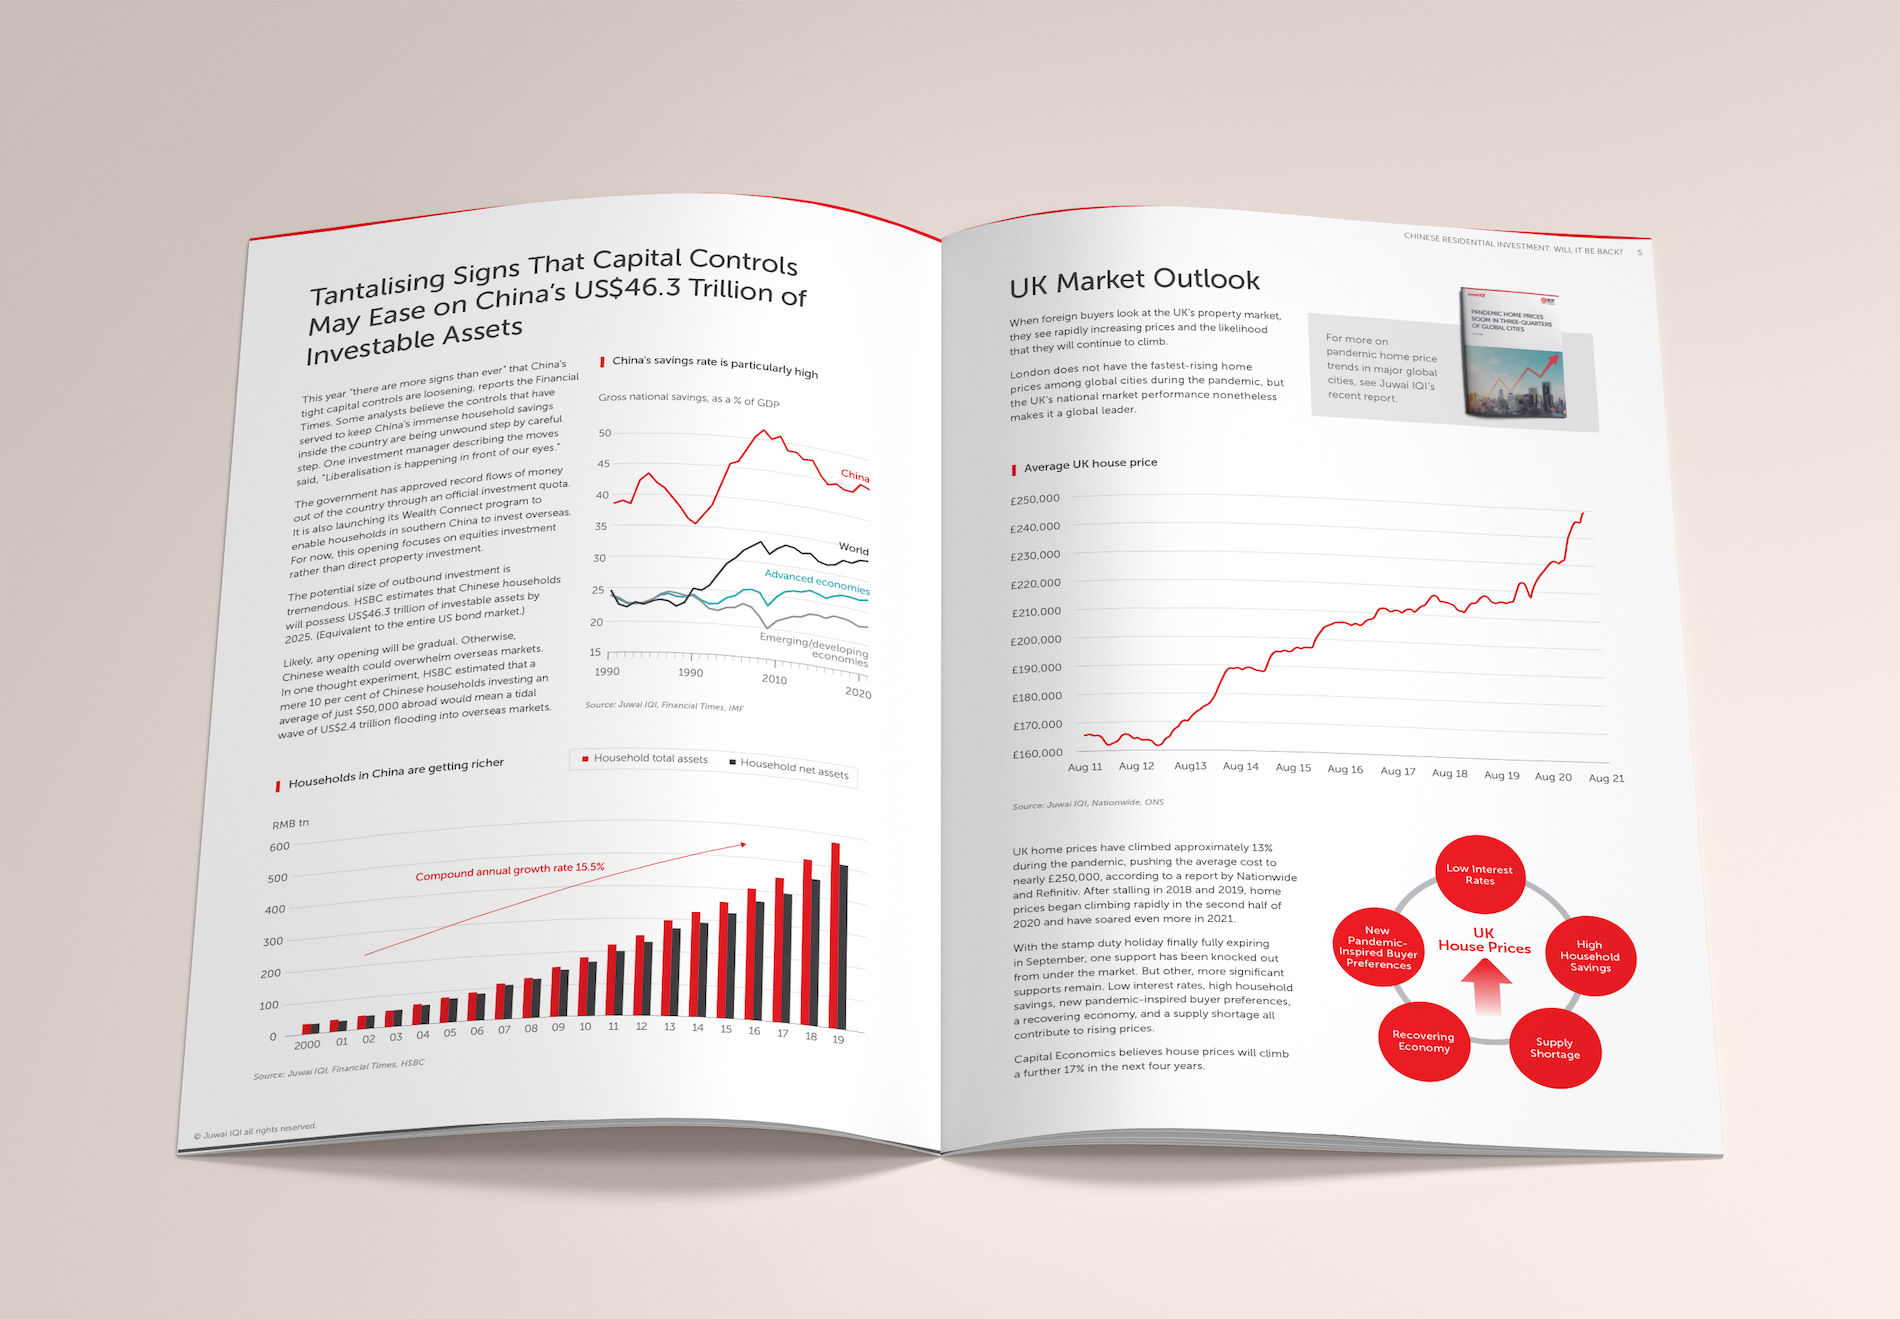 Tantalising Signs That Capital Controls
May Ease on China's US$46.3 Trillion of
Investable Assets
This year "there are more signs than ever" that China's
tight capital controls are loosening, reports the Financial
Times. Some analysts believe the controls that have
served to keep China's immense household savings
inside the country are being unwound step by careful
step. One investment manager describing the moves
said, "Liberalisation is happening in front of our eyes."
The government has approved record flows of money
out of the country through an official investment quota.
It is also launching its Wealth Connect program to
enable households in southern China to invest overseas.
For now, this opening focuses on equities investment
rather than direct property investment.
The potential size of outbound investment is
tremendous. HSBC estimates that Chinese households
will possess US$46.3 trillion of investable assets by
2025. (Equivalent to the entire US bond market.)
Likely, any opening will be gradual. Otherwise,
Chinese wealth could overwhelm overseas markets.
In one thought experiment, HSBC estimated that a
mere 10 per cent of Chinese households investing an
average of just $50,000 abroad would mean a tidal
wave of US$2.4 trillion flooding into overseas markets.
China's savings rate is particularly high
Gross national savings, as a % of GDP
50
45
40
35
30
25
20
15
China
World
Advanced economies
Emerging/developing
economies
1990 1990 2010 2020
Source: Juwai IQI, Financial Times, IMF
Households in China are getting richer
Household total assets Household net assets
RMB tn
600
500
400
300
200
100
0
Compound annual growth rate 15.5%
2000 01 02 03 04 05 06 07 08 09 10 11 12 13 14 15 16 17 18 19
Source: Juwai IQI, Financial Times, HSBC
© Juwai IQI all rights reserved.
CHINESE RESIDENTIAL INVESTMENT: WILL IT BE BACK? 5
UK Market Outlook
When foreign buyers look at the UK's property market,
they see rapidly increasing prices and the likelihood
that they will continue to climb.
London does not have the fastest-rising home
prices among global cities during the pandemic, but
the UK's national market performance nonetheless
makes it a global leader.
For more on
pandemic home price
trends in major global
cities, see Juwai IQI's
recent report.
Juwai IQI
PANDEMIC HOME PRICES
BOOM IN THREE-QUARTERS
OF GLOBAL CITIES
Average UK house price
£250,000
£240,000
£230,000
£220,000
£210,000
£200,000
£190,000
£180,000
£170,000
£160,000
Aug 11 Aug 12 Aug13 Aug 14 Aug 15 Aug 16 Aug 17 Aug 18 Aug 19 Aug 20 Aug 21
Source: Juwai IQI, Nationwide, ONS
UK home prices have climbed approximately 13%
during the pandemic, pushing the average cost to
nearly £250,000, according to a report by Nationwide
and Refinitiv. After stalling in 2018 and 2019, home
prices began climbing rapidly in the second half of
2020 and have soared even more in 2021.
With the stamp duty holiday finally fully expiring
in September, one support has been knocked out
from under the market. But other, more significant
supports remain. Low interest rates, high household
savings, new pandemic-inspired buyer preferences,
a recovering economy, and a supply shortage all
contribute to rising prices.
Capital Economics believes house prices will climb
a further 17% in the next four years.
Low Interest
Rates
New
Pandemic-
Inspired Buyer
Preferences
UK
House Prices
High
Household
Savings
Recovering
Economy
Supply
Shortage